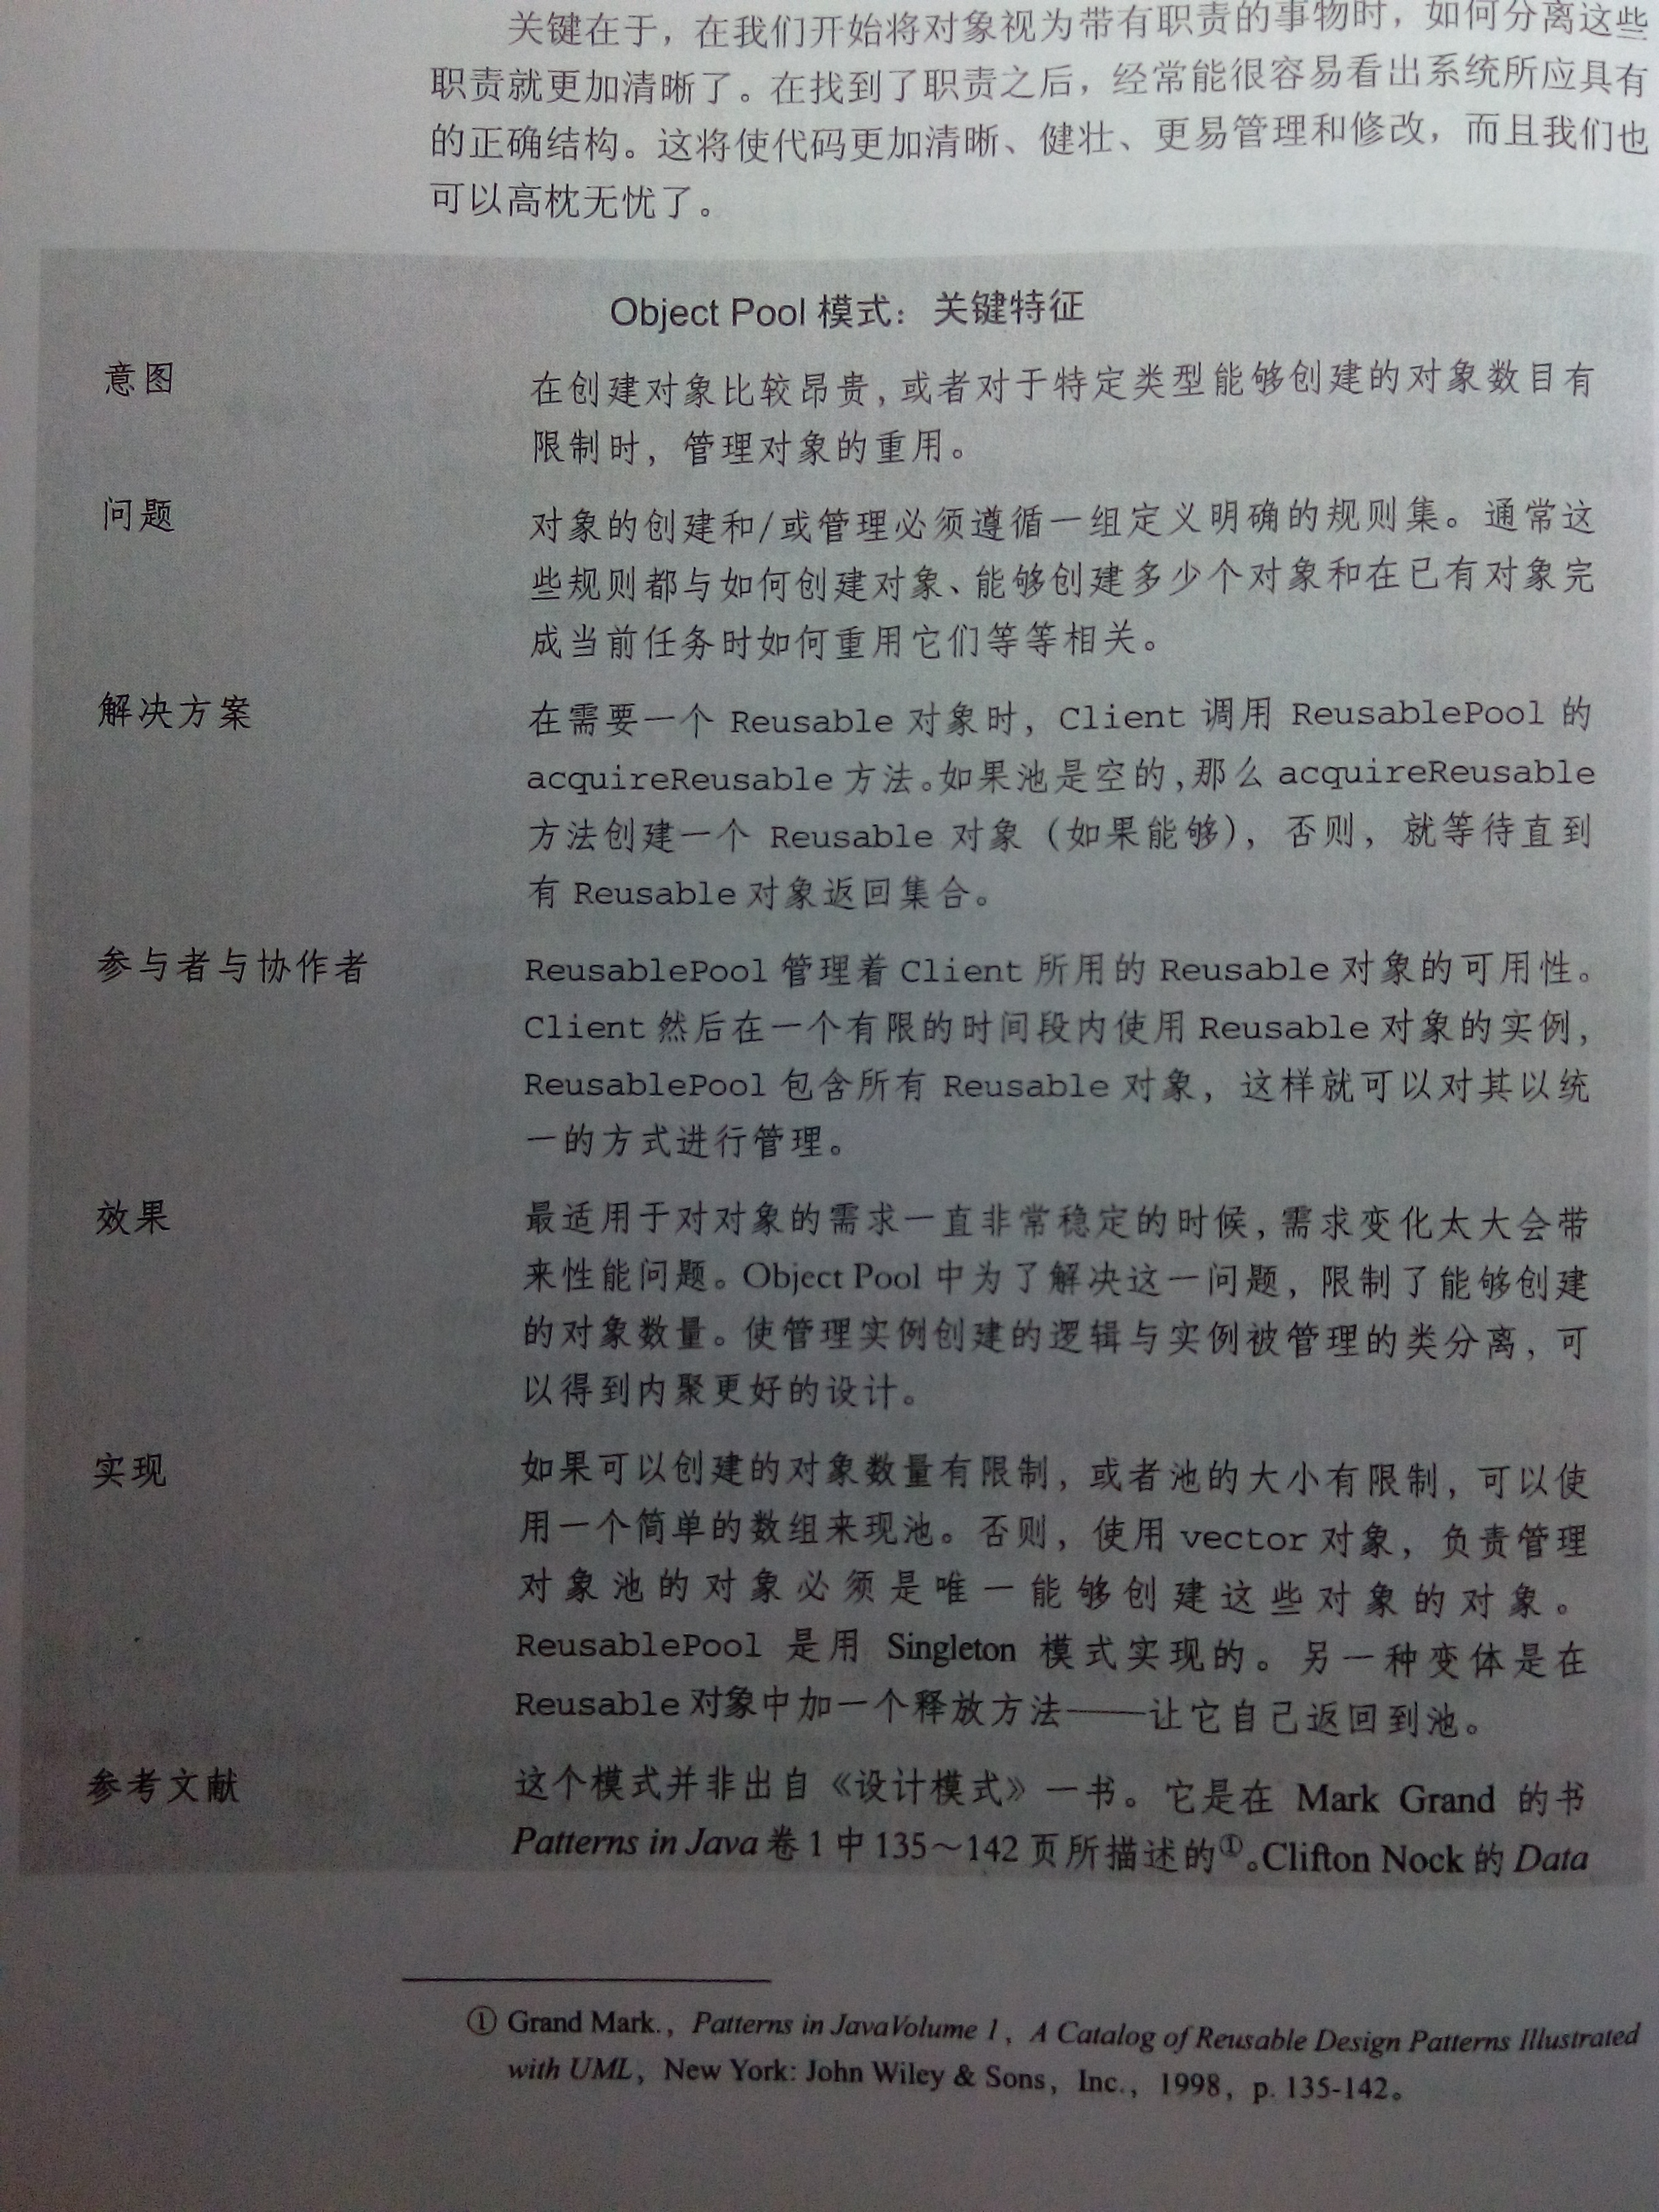 关键在于，在我们开始将对象视为带有职责的事物时，如何分离这些
职责就更加清晰了。在找到了职责之后，经常能很容易看出系统所应具有
的正确结构。这将使代码更加清晰、健壮、更易管理和修改，而且我们也
可以高枕无忧了。
Object Pool 模式：关键特征
意图
在创建对象比较昂贵，或者对于特定类型能够创建的对象数目有
限制时，管理对象的重用。
问题
对象的创建和/或管理必须遵循一组定义明确的规则集。通常这
些规则都与如何创建对象、能够创建多少个对象和在已有对象完
成当前任务时如何重用它们等等相关。
解决方案
在需要一个 Reusable 对象时，Client 调用 ReusablePool 的
acquireReusable 方法。如果池是空的，那么 acquireReusable
方法创建一个 Reusable 对象（如果能够），否则，就等待直到
有 Reusable 对象返回集合。
参与者与协作者
ReusablePool 管理着 Client 所用的 Reusable 对象的可用性。
Client 然后在一个有限的时间段内使用 Reusable 对象的实例，
ReusablePool 包含所有 Reusable 对象，这样就可以对其以统
一的方式进行管理。
效果
最适用于对对象的需求一直非常稳定的时候，需求变化太大会带
来性能问题。Object Pool 中为了解决这一问题，限制了能够创建
的对象数量。使管理实例创建的逻辑与实例被管理的类分离，可
以得到内聚更好的设计。
实现
如果可以创建的对象数量有限制，或者池的大小有限制，可以使
用一个简单的数组来现池。否则，使用 vector 对象，负责管理
对象池的对象必须是唯一能够创建这些对象的对象。
ReusablePool 是用 Singleton 模式实现的。另一种变体是在
Reusable 对象中加一个释放方法——让它自己返回到池。
参考文献
这个模式并非出自《设计模式》一书。它是在 Mark Grand 的书
Patterns in Java 卷 1 中 135～142 页所描述的①。Clifton Nock 的 Data
① Grand Mark.，Patterns in JavaVolume 1，A Catalog of Reusable Design Patterns Illustrated
with UML，New York: John Wiley & Sons，Inc.，1998，p. 135-142。